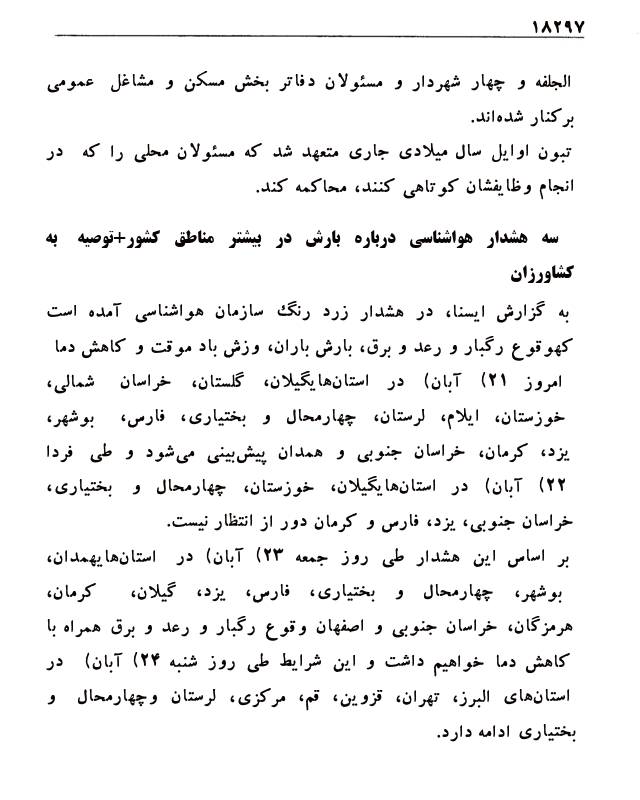 ۱۸۲۹۷
الجلفه و چهار شهردار و مسئولان دفاتر بخش مسکن و مشاغل عمومی
برکنار شده‌اند.
تبون اوایل سال میلادی جاری متعهد شد که مسئولان محلی را که در
انجام وظایفشان کوتاهی کنند، محاکمه کند.
سه هشدار هواشناسی درباره بارش در بیشتر مناطق کشور+توصیه به
کشاورزان
به گزارش ایسنا، در هشدار زرد رنگ سازمان هواشناسی آمده است
کهوقوع رگبار و رعد و برق، بارش باران، وزش باد موقت و کاهش دما
امروز ۲۱) آبان) در استان‌هایگیلان، گلستان، خراسان شمالی،
خوزستان، ایلام، لرستان، چهارمحال و بختیاری، فارس، بوشهر،
یزد، کرمان، خراسان جنوبی و همدان پیش‌بینی می‌شود و طی فردا
۲۲) آبان) در استان‌هایگیلان، خوزستان، چهارمحال و بختیاری،
خراسان جنوبی، یزد، فارس و کرمان دور از انتظار نیست.
بر اساس این هشدار طی روز جمعه ۲۳) آبان) در استان‌هایهمدان،
بوشهر، چهارمحال و بختیاری، فارس، یزد، گیلان، کرمان،
هرمزگان، خراسان جنوبی و اصفهان وقوع رگبار و رعد و برق همراه با
کاهش دما خواهیم داشت و این شرایط طی روز شنبه ۲۴) آبان) در
استان‌های البرز، تهران، قزوین، قم، مرکزی، لرستان وچهارمحال و
بختیاری ادامه دارد.